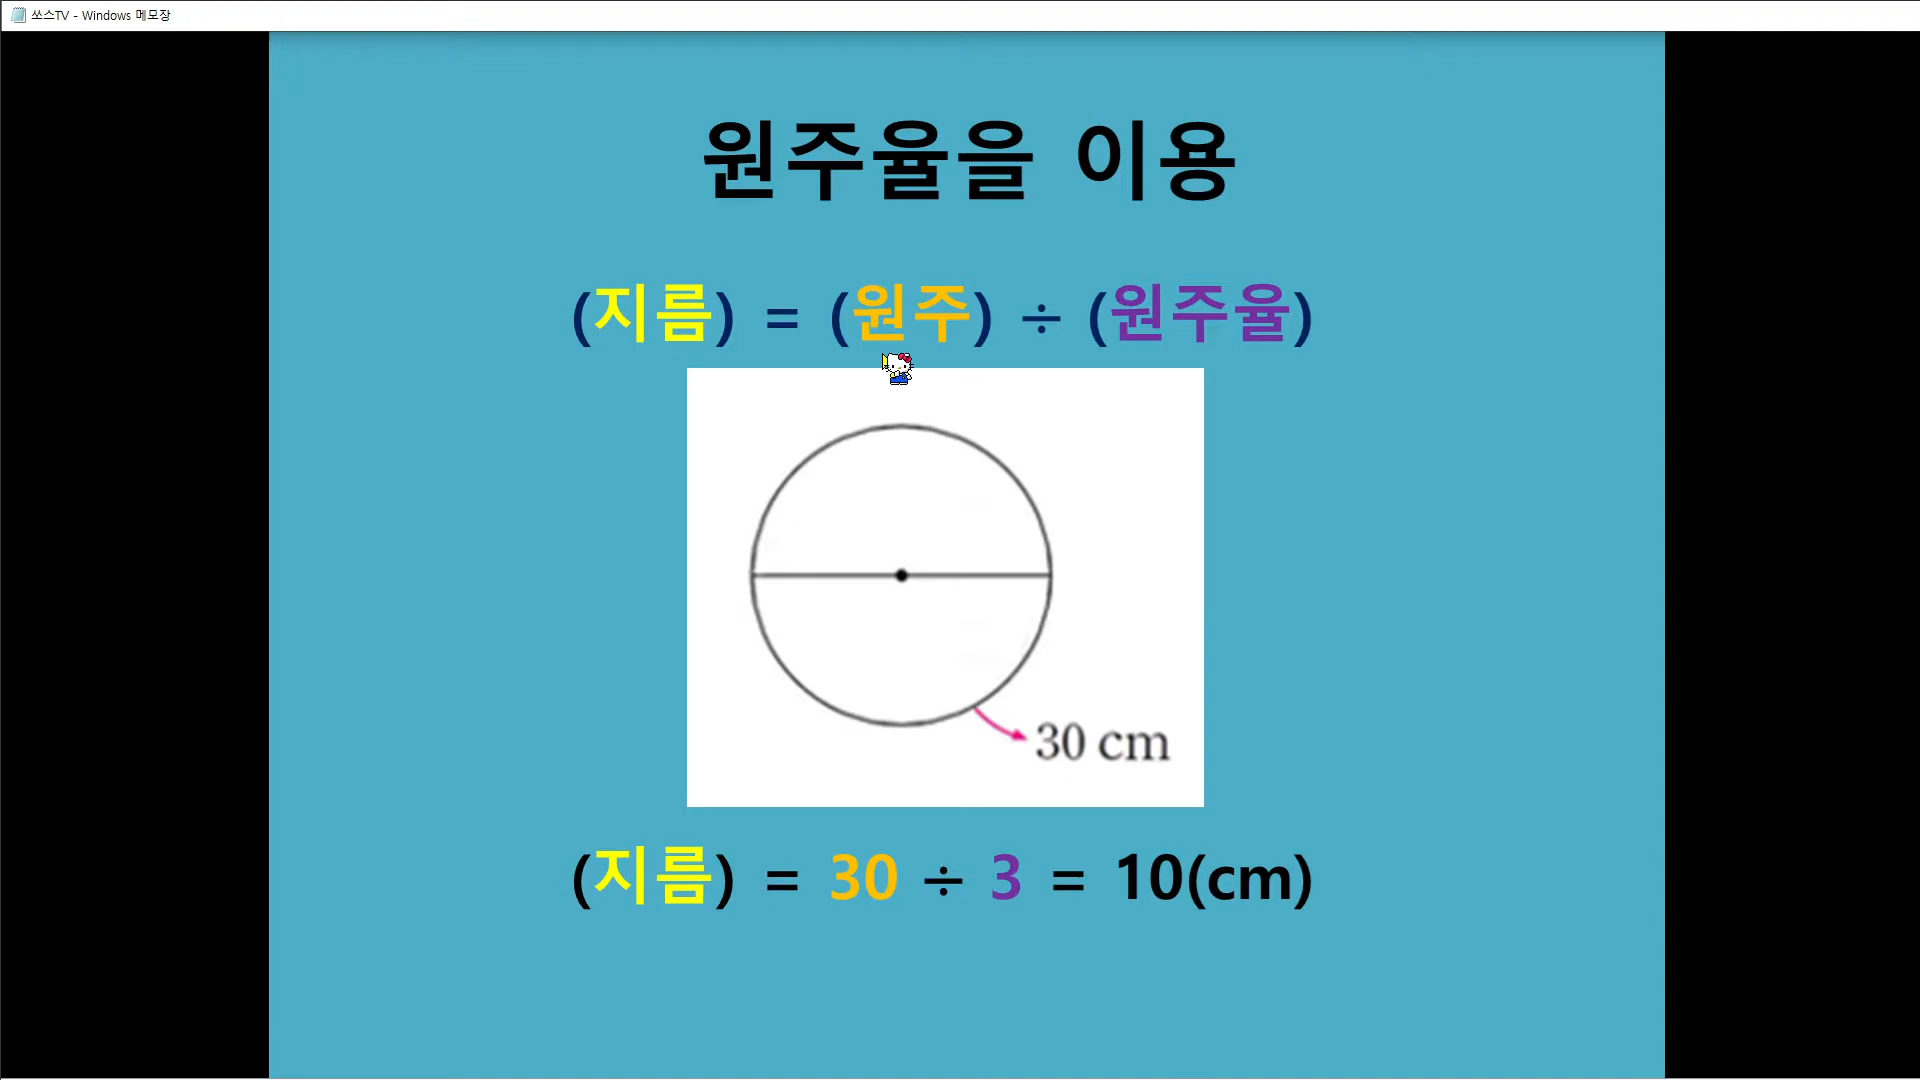 쏘스TV - Windows 메모장
원주율을 이용
(지름) = (원주) ÷ (원주율)
30 cm
(지름) = 30 ÷ 3 = 10(cm)